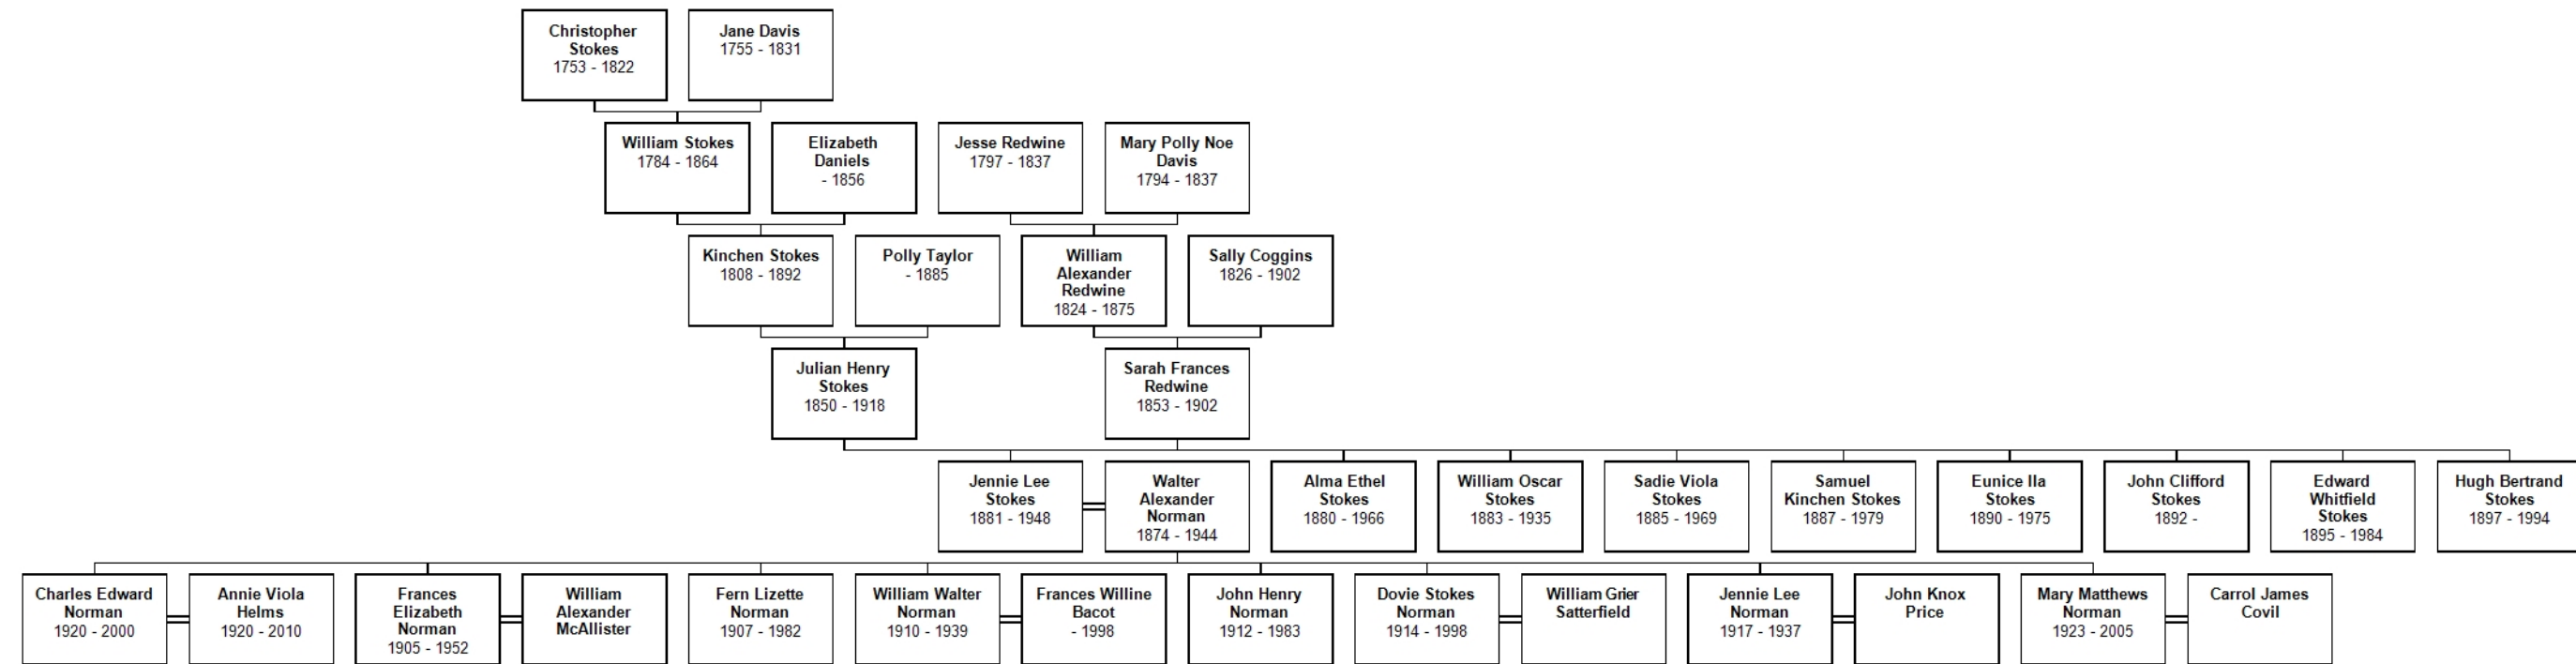 Christopher
Stokes
1753 - 1822
Jane Davis
1755 - 1831
William Stokes
1784 - 1864
Elizabeth
Daniels
- 1856
Jesse Redwine
1797 - 1837
Mary Polly Noe
Davis
1794 - 1837
Kinchen Stokes
1808 - 1892
Polly Taylor
- 1885
William
Alexander
Redwine
1824 - 1875
Sally Coggins
1826 - 1902
Julian Henry
Stokes
1850 - 1918
Sarah Frances
Redwine
1853 - 1902
Jennie Lee
Stokes
1881 - 1948
Walter
Alexander
Norman
1874 - 1944
Alma Ethel
Stokes
1880 - 1966
William Oscar
Stokes
1883 - 1935
Sadie Viola
Stokes
1885 - 1969
Samuel
Kinchen Stokes
1887 - 1979
Eunice Ila
Stokes
1890 - 1975
John Clifford
Stokes
1892 -
Edward
Whitfield
Stokes
1895 - 1984
Hugh Bertrand
Stokes
1897 - 1994
Charles Edward
Norman
1920 - 2000
Annie Viola
Helms
1920 - 2010
Frances
Elizabeth
Norman
1905 - 1952
William
Alexander
McAllister
Fern Lizette
Norman
1907 - 1982
William Walter
Norman
1910 - 1939
Frances Willine
Bacot
- 1998
John Henry
Norman
1912 - 1983
Dovie Stokes
Norman
1914 - 1998
William Grier
Satterfield
Jennie Lee
Norman
1917 - 1937
John Knox
Price
Mary Matthews
Norman
1923 - 2005
Carrol James
Covil